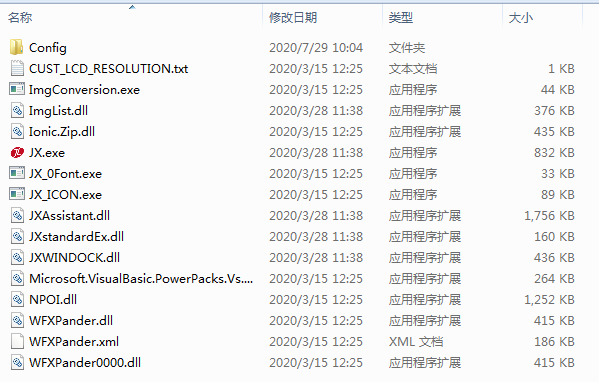 名称 修改日期 类型 大小
Config 2020/7/29 10:04 文件夹
CUST_LCD_RESOLUTION.txt 2020/3/15 12:25 文本文档 1 KB
ImgConversion.exe 2020/3/15 12:25 应用程序 44 KB
ImgList.dll 2020/3/28 11:38 应用程序扩展 376 KB
Ionic.Zip.dll 2020/3/15 12:25 应用程序扩展 435 KB
JX.exe 2020/3/28 11:38 应用程序 832 KB
JX_0Font.exe 2020/3/15 12:25 应用程序 33 KB
JX_ICON.exe 2020/3/15 12:25 应用程序 89 KB
JXAssistant.dll 2020/3/28 11:38 应用程序扩展 1,756 KB
JXstandardEx.dll 2020/3/28 11:38 应用程序扩展 160 KB
JXWINDOCK.dll 2020/3/28 11:38 应用程序扩展 436 KB
Microsoft.VisualBasic.PowerPacks.Vs.... 2020/3/15 12:25 应用程序扩展 264 KB
NPOI.dll 2020/3/15 12:25 应用程序扩展 1,252 KB
WFXPander.dll 2020/3/15 12:25 应用程序扩展 415 KB
WFXPander.xml 2020/3/15 12:25 XML 文档 186 KB
WFXPander0000.dll 2020/3/15 12:25 应用程序扩展 415 KB